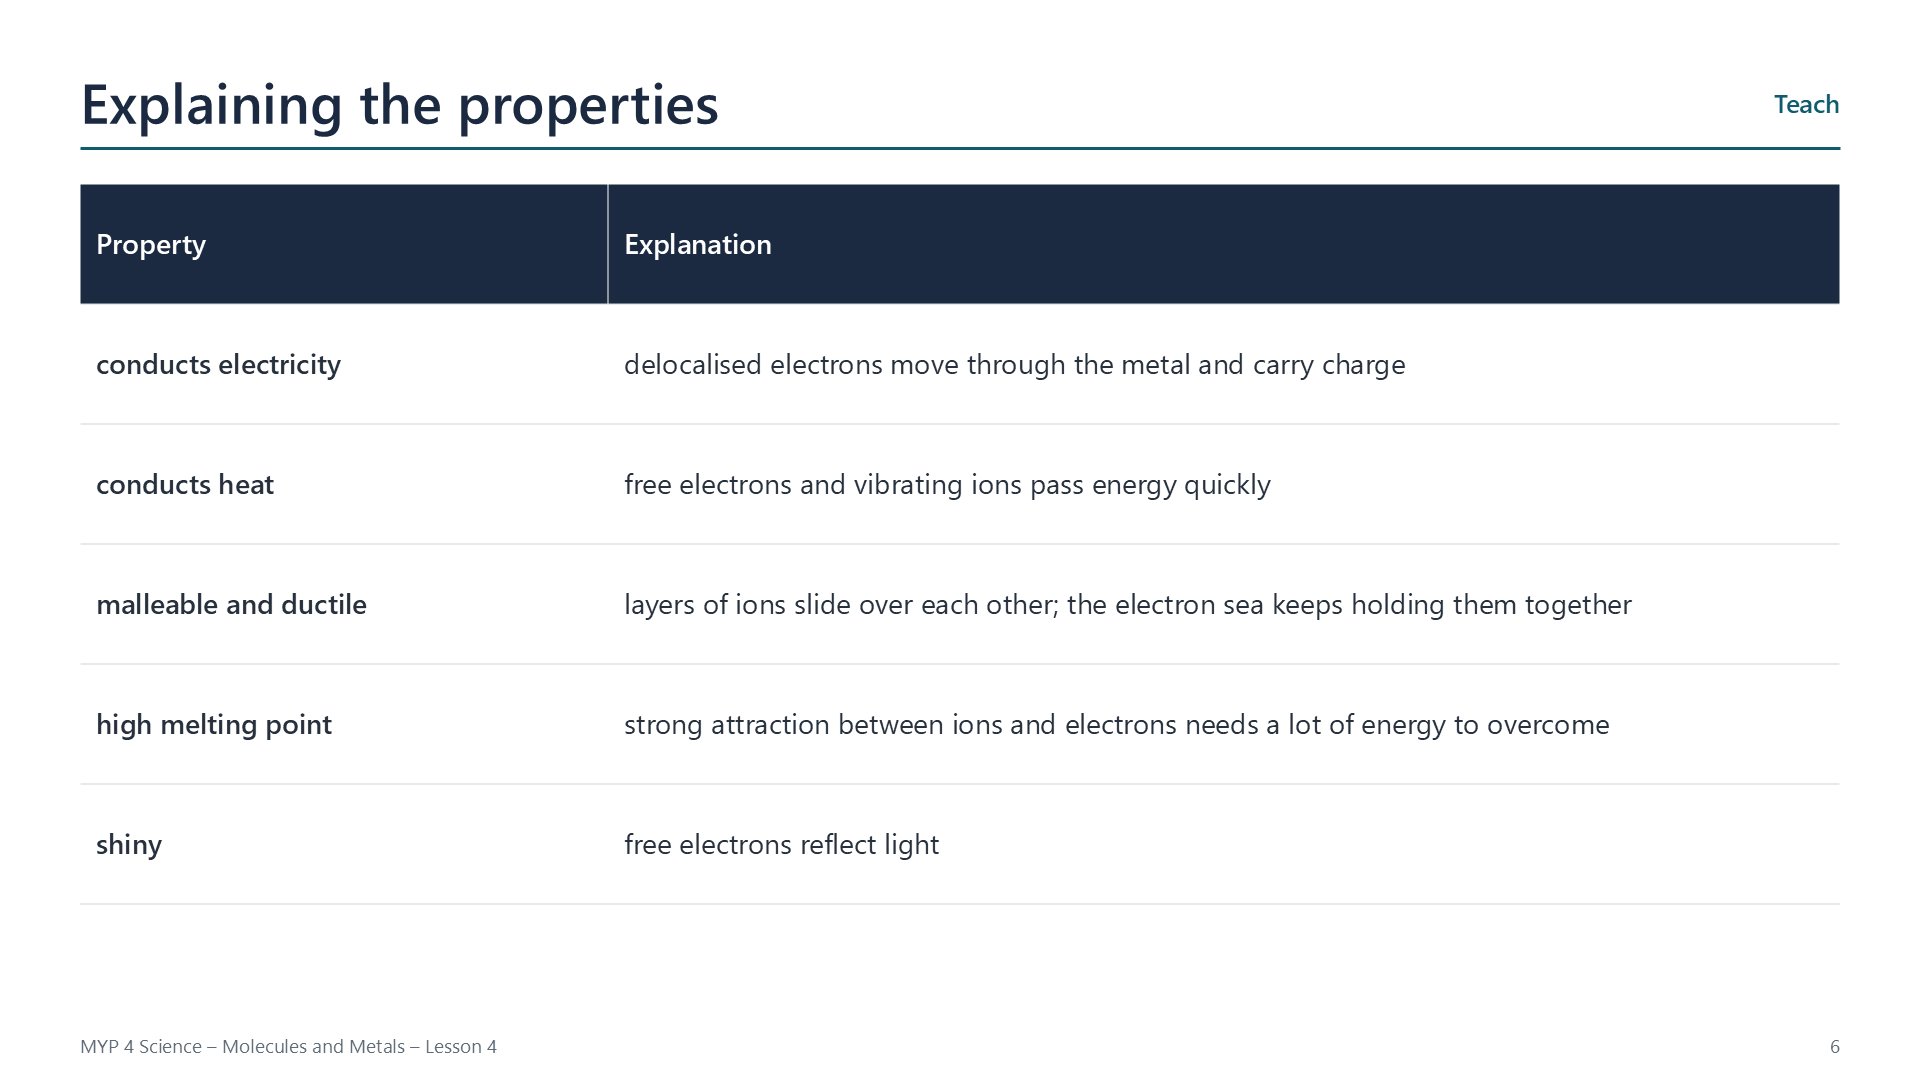 Explaining the properties
Teach
Property
Explanation
conducts electricity
delocalised electrons move through the metal and carry charge
conducts heat
free electrons and vibrating ions pass energy quickly
malleable and ductile
layers of ions slide over each other; the electron sea keeps holding them together
high melting point
strong attraction between ions and electrons needs a lot of energy to overcome
shiny
free electrons reflect light
MYP 4 Science – Molecules and Metals – Lesson 4
6